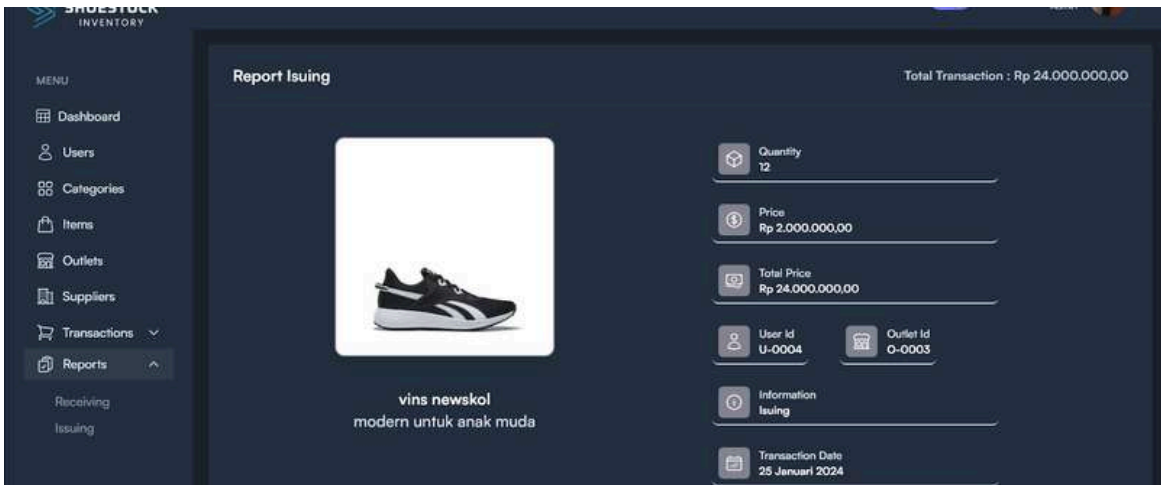 SHOESTOCK
INVENTORY
MENU
Dashboard
Users
Categories
Items
Outlets
Suppliers
Transactions
Reports
Receiving
Issuing
Report Isuing
Total Transaction : Rp 24.000.000,00
vins newskol
modern untuk anak muda
Quantity
12
Price
Rp 2.000.000,00
Total Price
Rp 24.000.000,00
User Id
U-0004
Outlet Id
O-0003
Information
Isuing
Transaction Date
25 Januari 2024